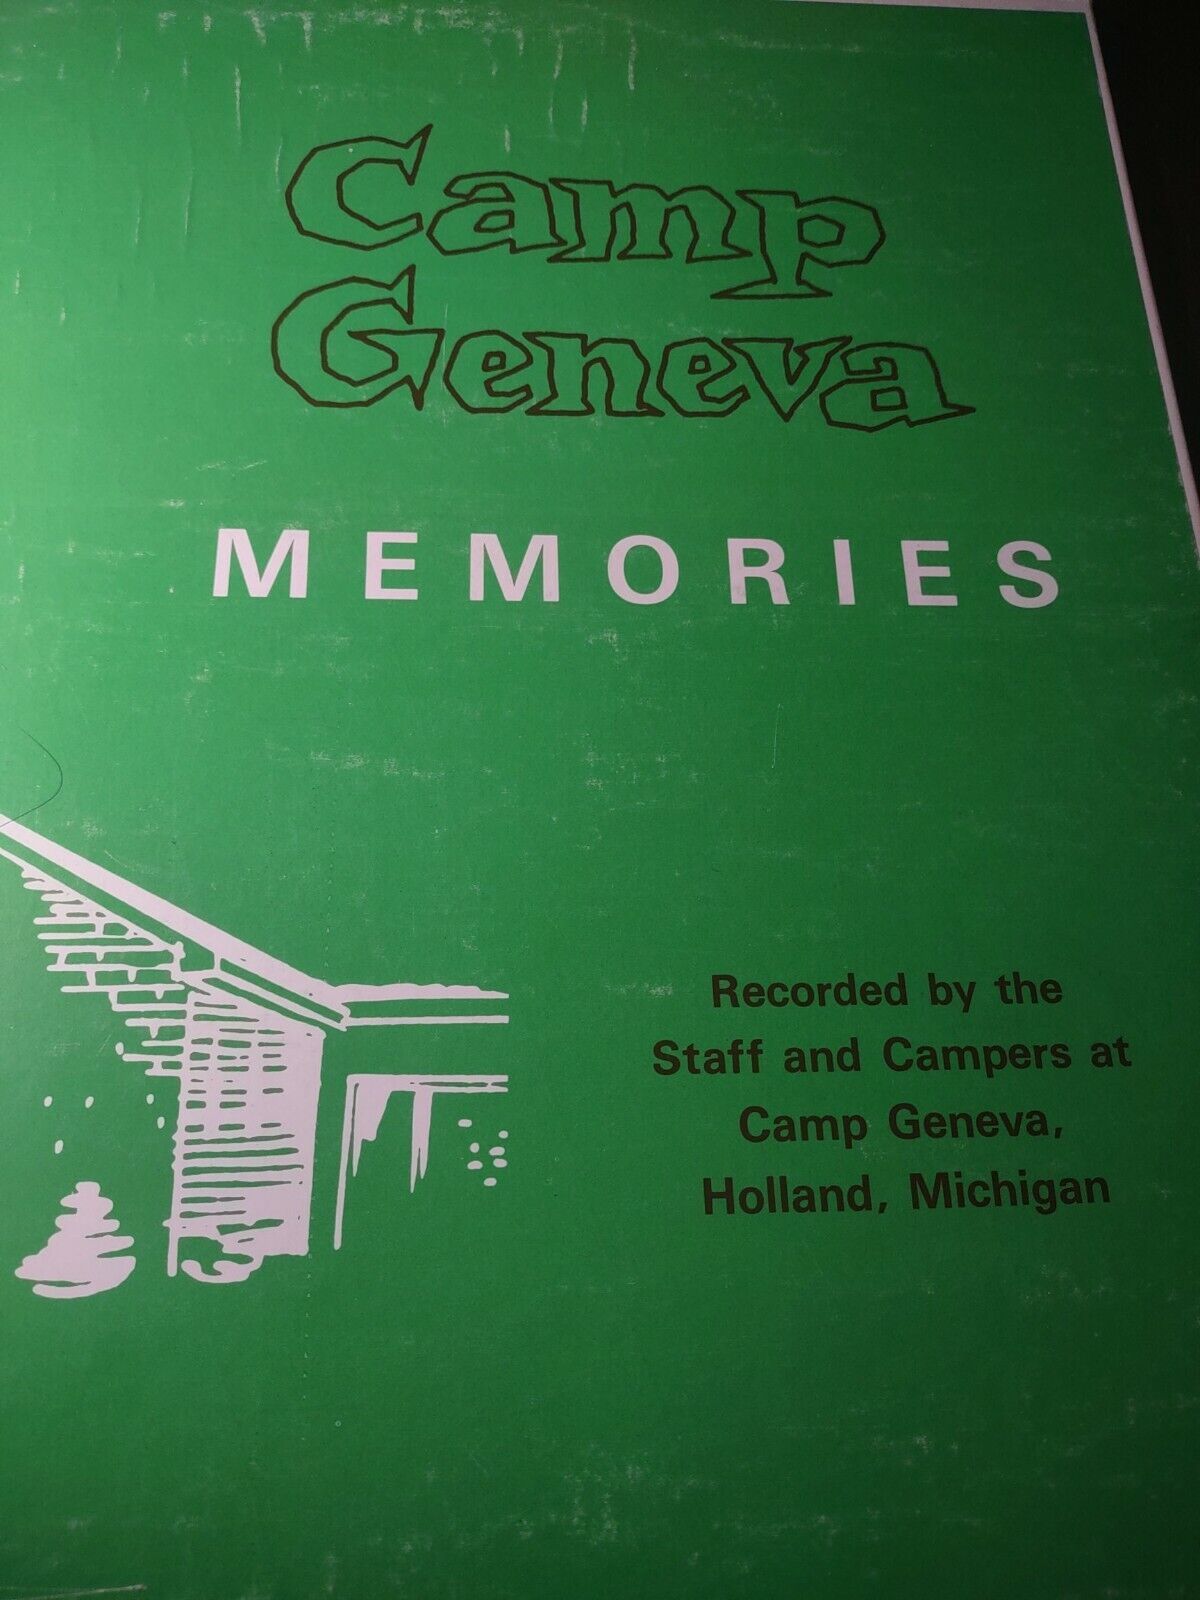 Camp
Geneva
MEMORIES
Recorded by the
Staff and Campers at
Camp Geneva,
Holland, Michigan